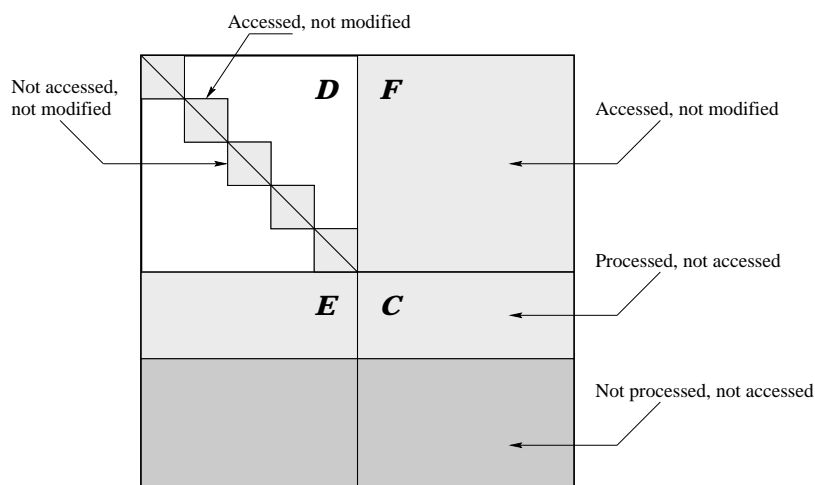 Accessed, not modified
Not accessed,
not modified
D
F
Accessed, not modified
Processed, not accessed
E
C
Not processed, not accessed